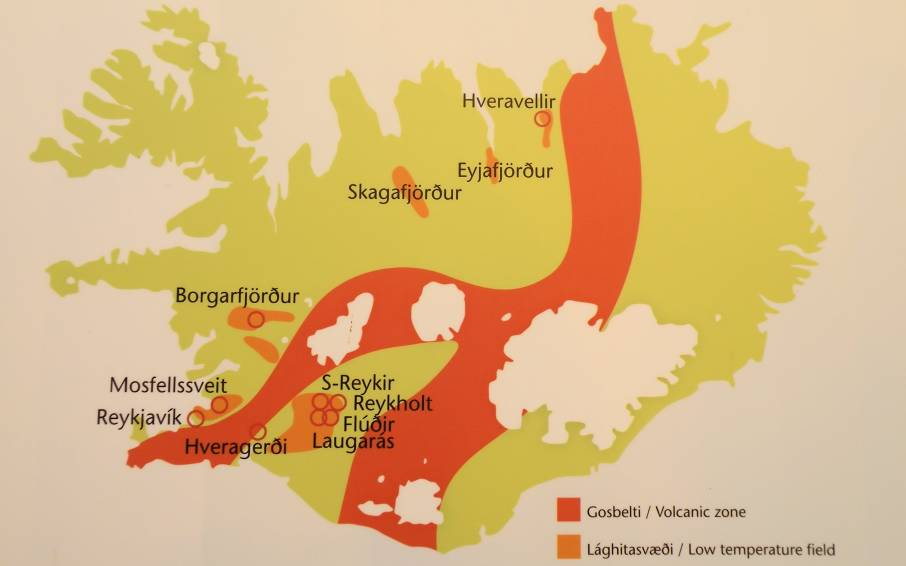 Hveravellir
Eyjafjörður
Skagafjörður
Borgarfjörður
Mosfellssveit
Reykjavík
Hveragerði
S-Reykir
Reykholt
Flúðir
Laugarás
Gosbelti / Volcanic zone
Lághitasvæði / Low temperature field